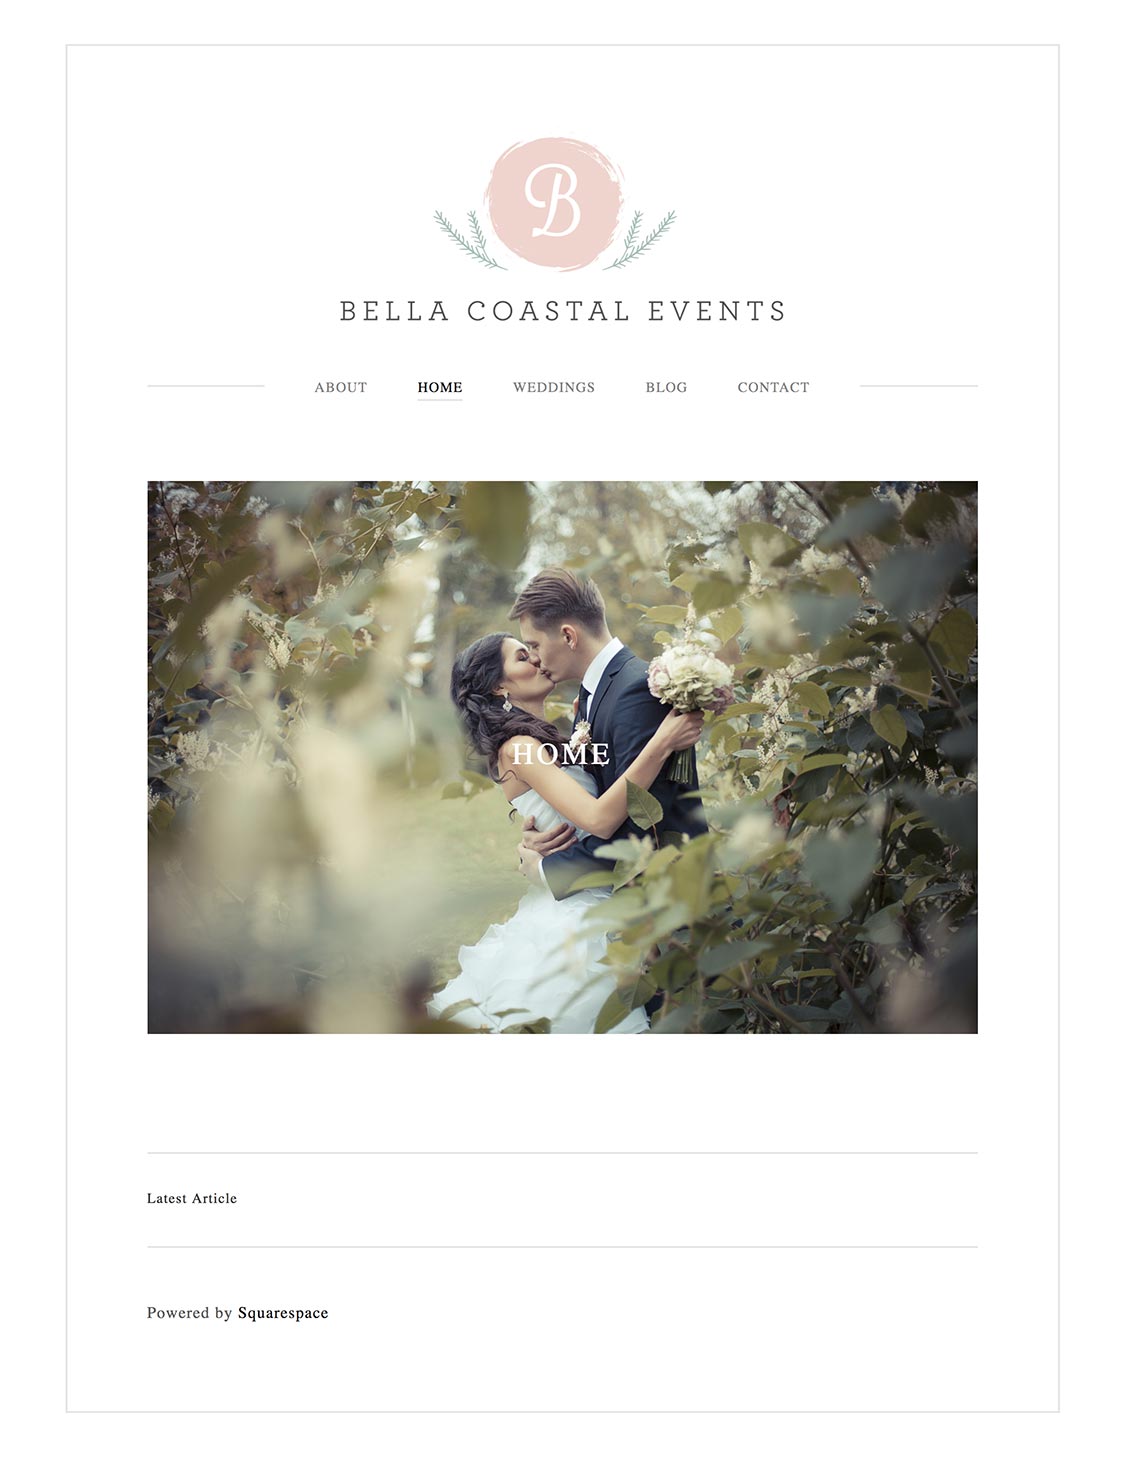 B
BELLA COASTAL EVENTS
ABOUT HOME WEDDINGS BLOG CONTACT
HOME
Latest Article
Powered by Squarespace